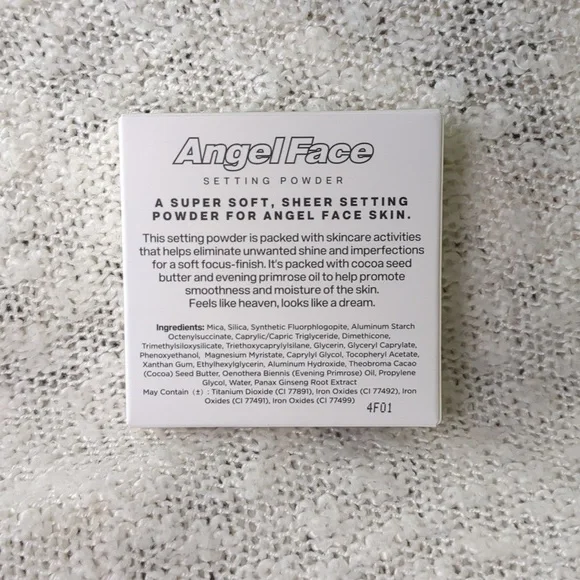 Angel Face
SETTING POWDER
A SUPER SOFT, SHEER SETTING
POWDER FOR ANGEL FACE SKIN.
This setting powder is packed with skincare activities
that helps eliminate unwanted shine and imperfections
for a soft focus-finish. It's packed with cocoa seed
butter and evening primrose oil to help promote
smoothness and moisture of the skin.
Feels like heaven, looks like a dream.
Ingredients: Mica, Silica, Synthetic Fluorphlogopite, Aluminum Starch
Octenylsuccinate, Caprylic/Capric Triglyceride, Dimethicone,
Trimethylsiloxysilicate, Triethoxycaprylylsilane, Glycerin, Glyceryl Caprylate,
Phenoxyethanol, Magnesium Myristate, Caprylyl Glycol, Tocopheryl Acetate,
Xanthan Gum, Ethylhexylglycerin, Aluminum Hydroxide, Theobroma Cacao
(Cocoa) Seed Butter, Oenothera Biennis (Evening Primrose) Oil, Propylene
Glycol, Water, Panax Ginseng Root Extract
May Contain (±) : Titanium Dioxide (CI 77891), Iron Oxides (CI 77492), Iron
Oxides (CI 77491), Iron Oxides (CI 77499)
4F01